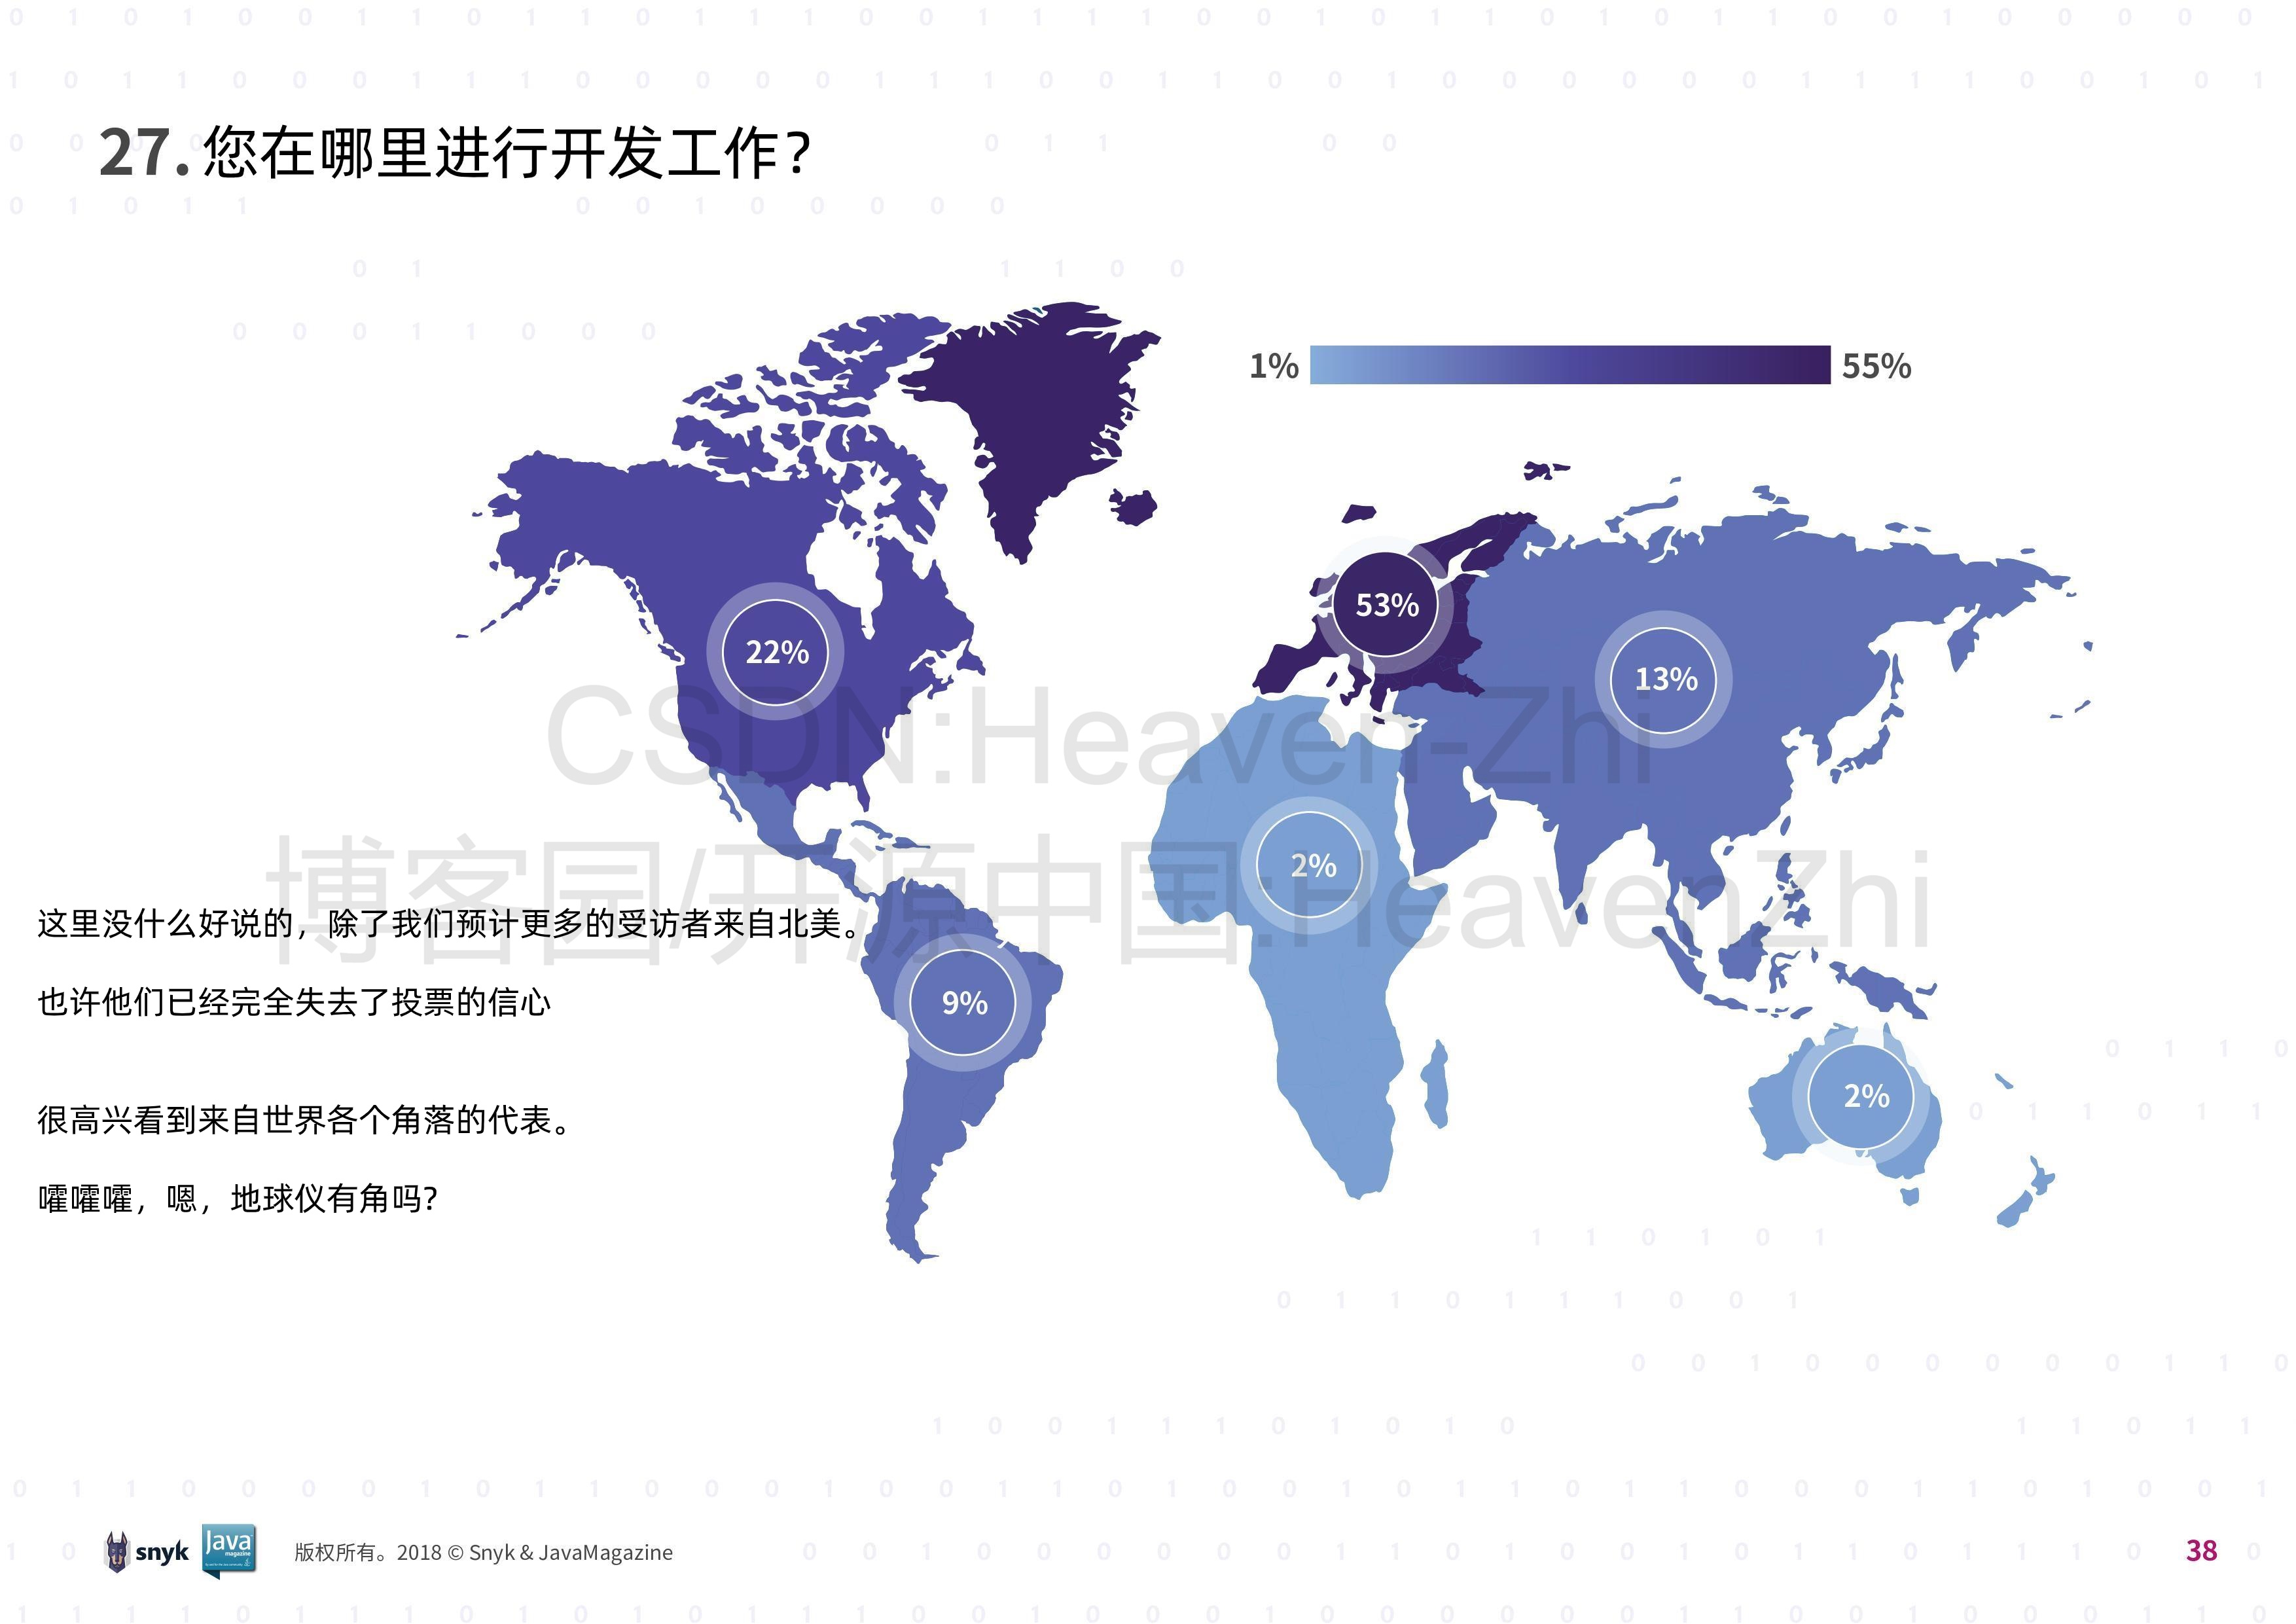 27. 您在哪里进行开发工作？
1% 55%
53%
22%
13%
CSDN:Heaven-Zhi
2%
博客园/开源中国:HeavenZhi
这里没什么好说的，除了我们预计更多的受访者来自北美。
9%
也许他们已经完全失去了投票的信心
2%
很高兴看到来自世界各个角落的代表。
嚯嚯嚯，嗯，地球仪有角吗?
snyk
Java
magazine
版权所有。2018 © Snyk & JavaMagazine
38